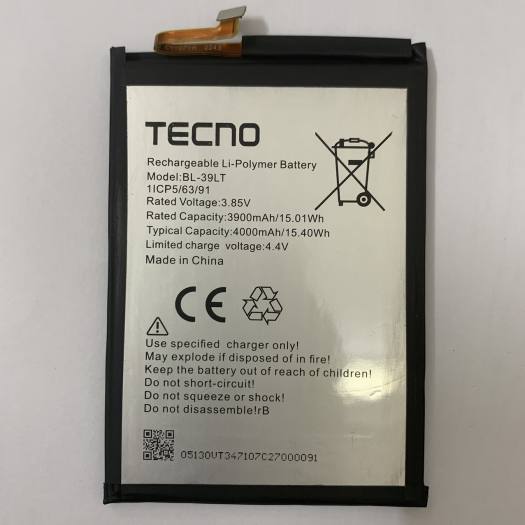 TECNO
Rechargeable Li-Polymer Battery
Model:BL-39LT
1ICP5/63/91
Rated Voltage:3.85V
Rated Capacity:3900mAh/15.01Wh
Typical Capacity:4000mAh/15.40Wh
Limited charge voltage:4.4V
Made in China
CE
Use specified charger only!
May explode if disposed of in fire!
Keep the battery out of reach of children!
Do not short-circuit!
Do not squeeze or shock!
Do not disassemble!rB
05130VT347107C27000091